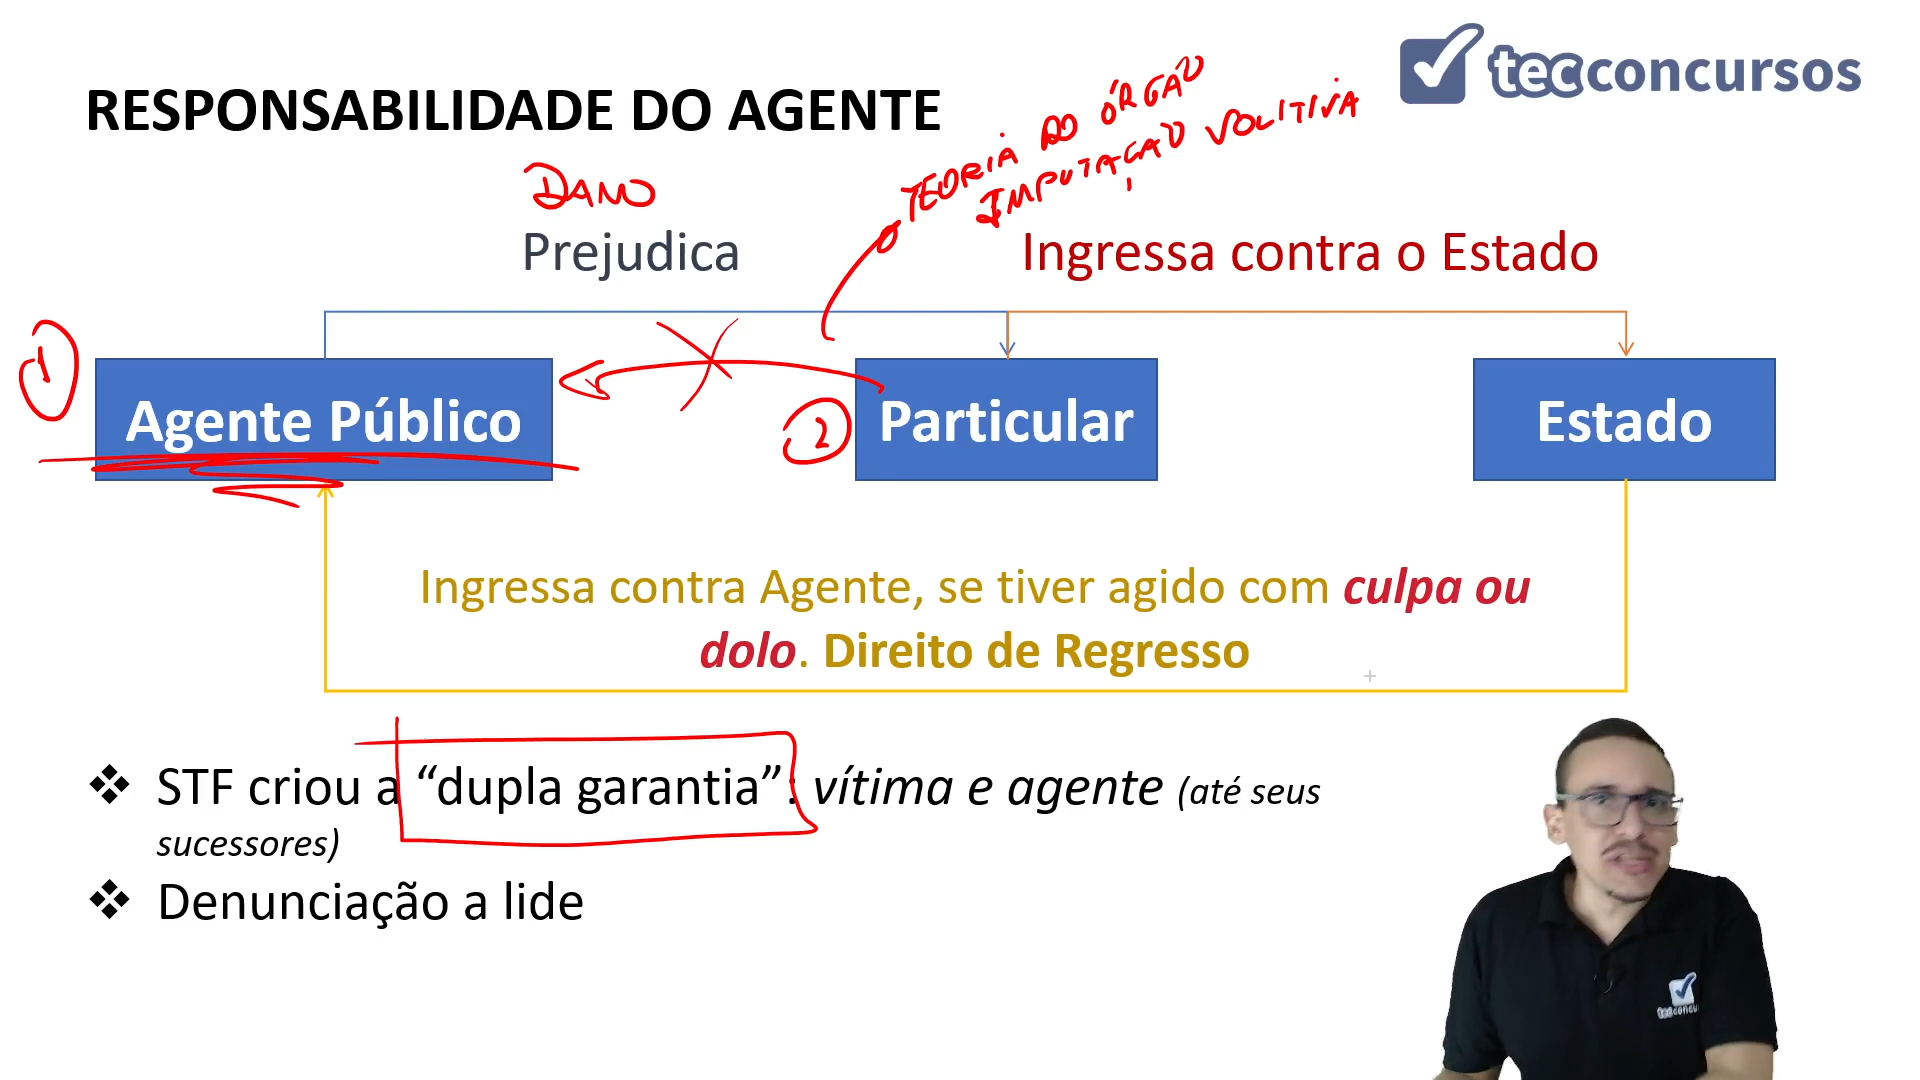 tecconcursos
RESPONSABILIDADE DO AGENTE
TEORIA DO ÓRGÃO
IMPUTAÇÃO VOLITIVA
DANO
Prejudica
Ingressa contra o Estado
1
Agente Público
2
Particular
Estado
Ingressa contra Agente, se tiver agido com culpa ou
dolo. Direito de Regresso
❖ STF criou a “dupla garantia”: vítima e agente (até seus
sucessores)
❖ Denunciação a lide